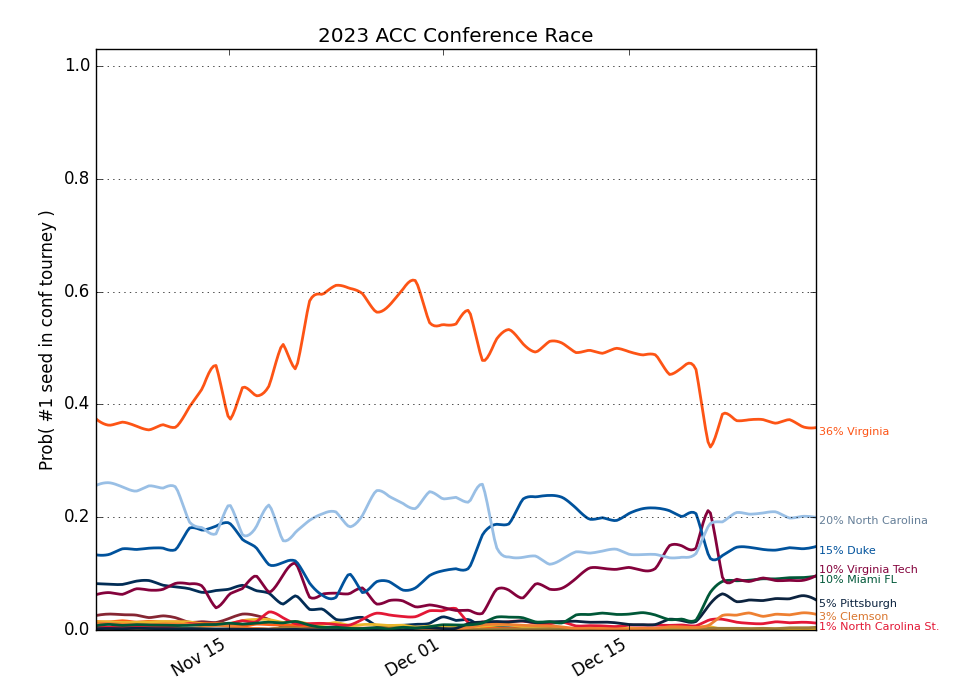 2023 ACC Conference Race
Prob( #1 seed in conf tourney )
1.0
0.8
0.6
0.4
0.2
0.0
Nov 15
Dec 01
Dec 15
36% Virginia
20% North Carolina
15% Duke
10% Virginia Tech
10% Miami FL
5% Pittsburgh
3% Clemson
1% North Carolina St.